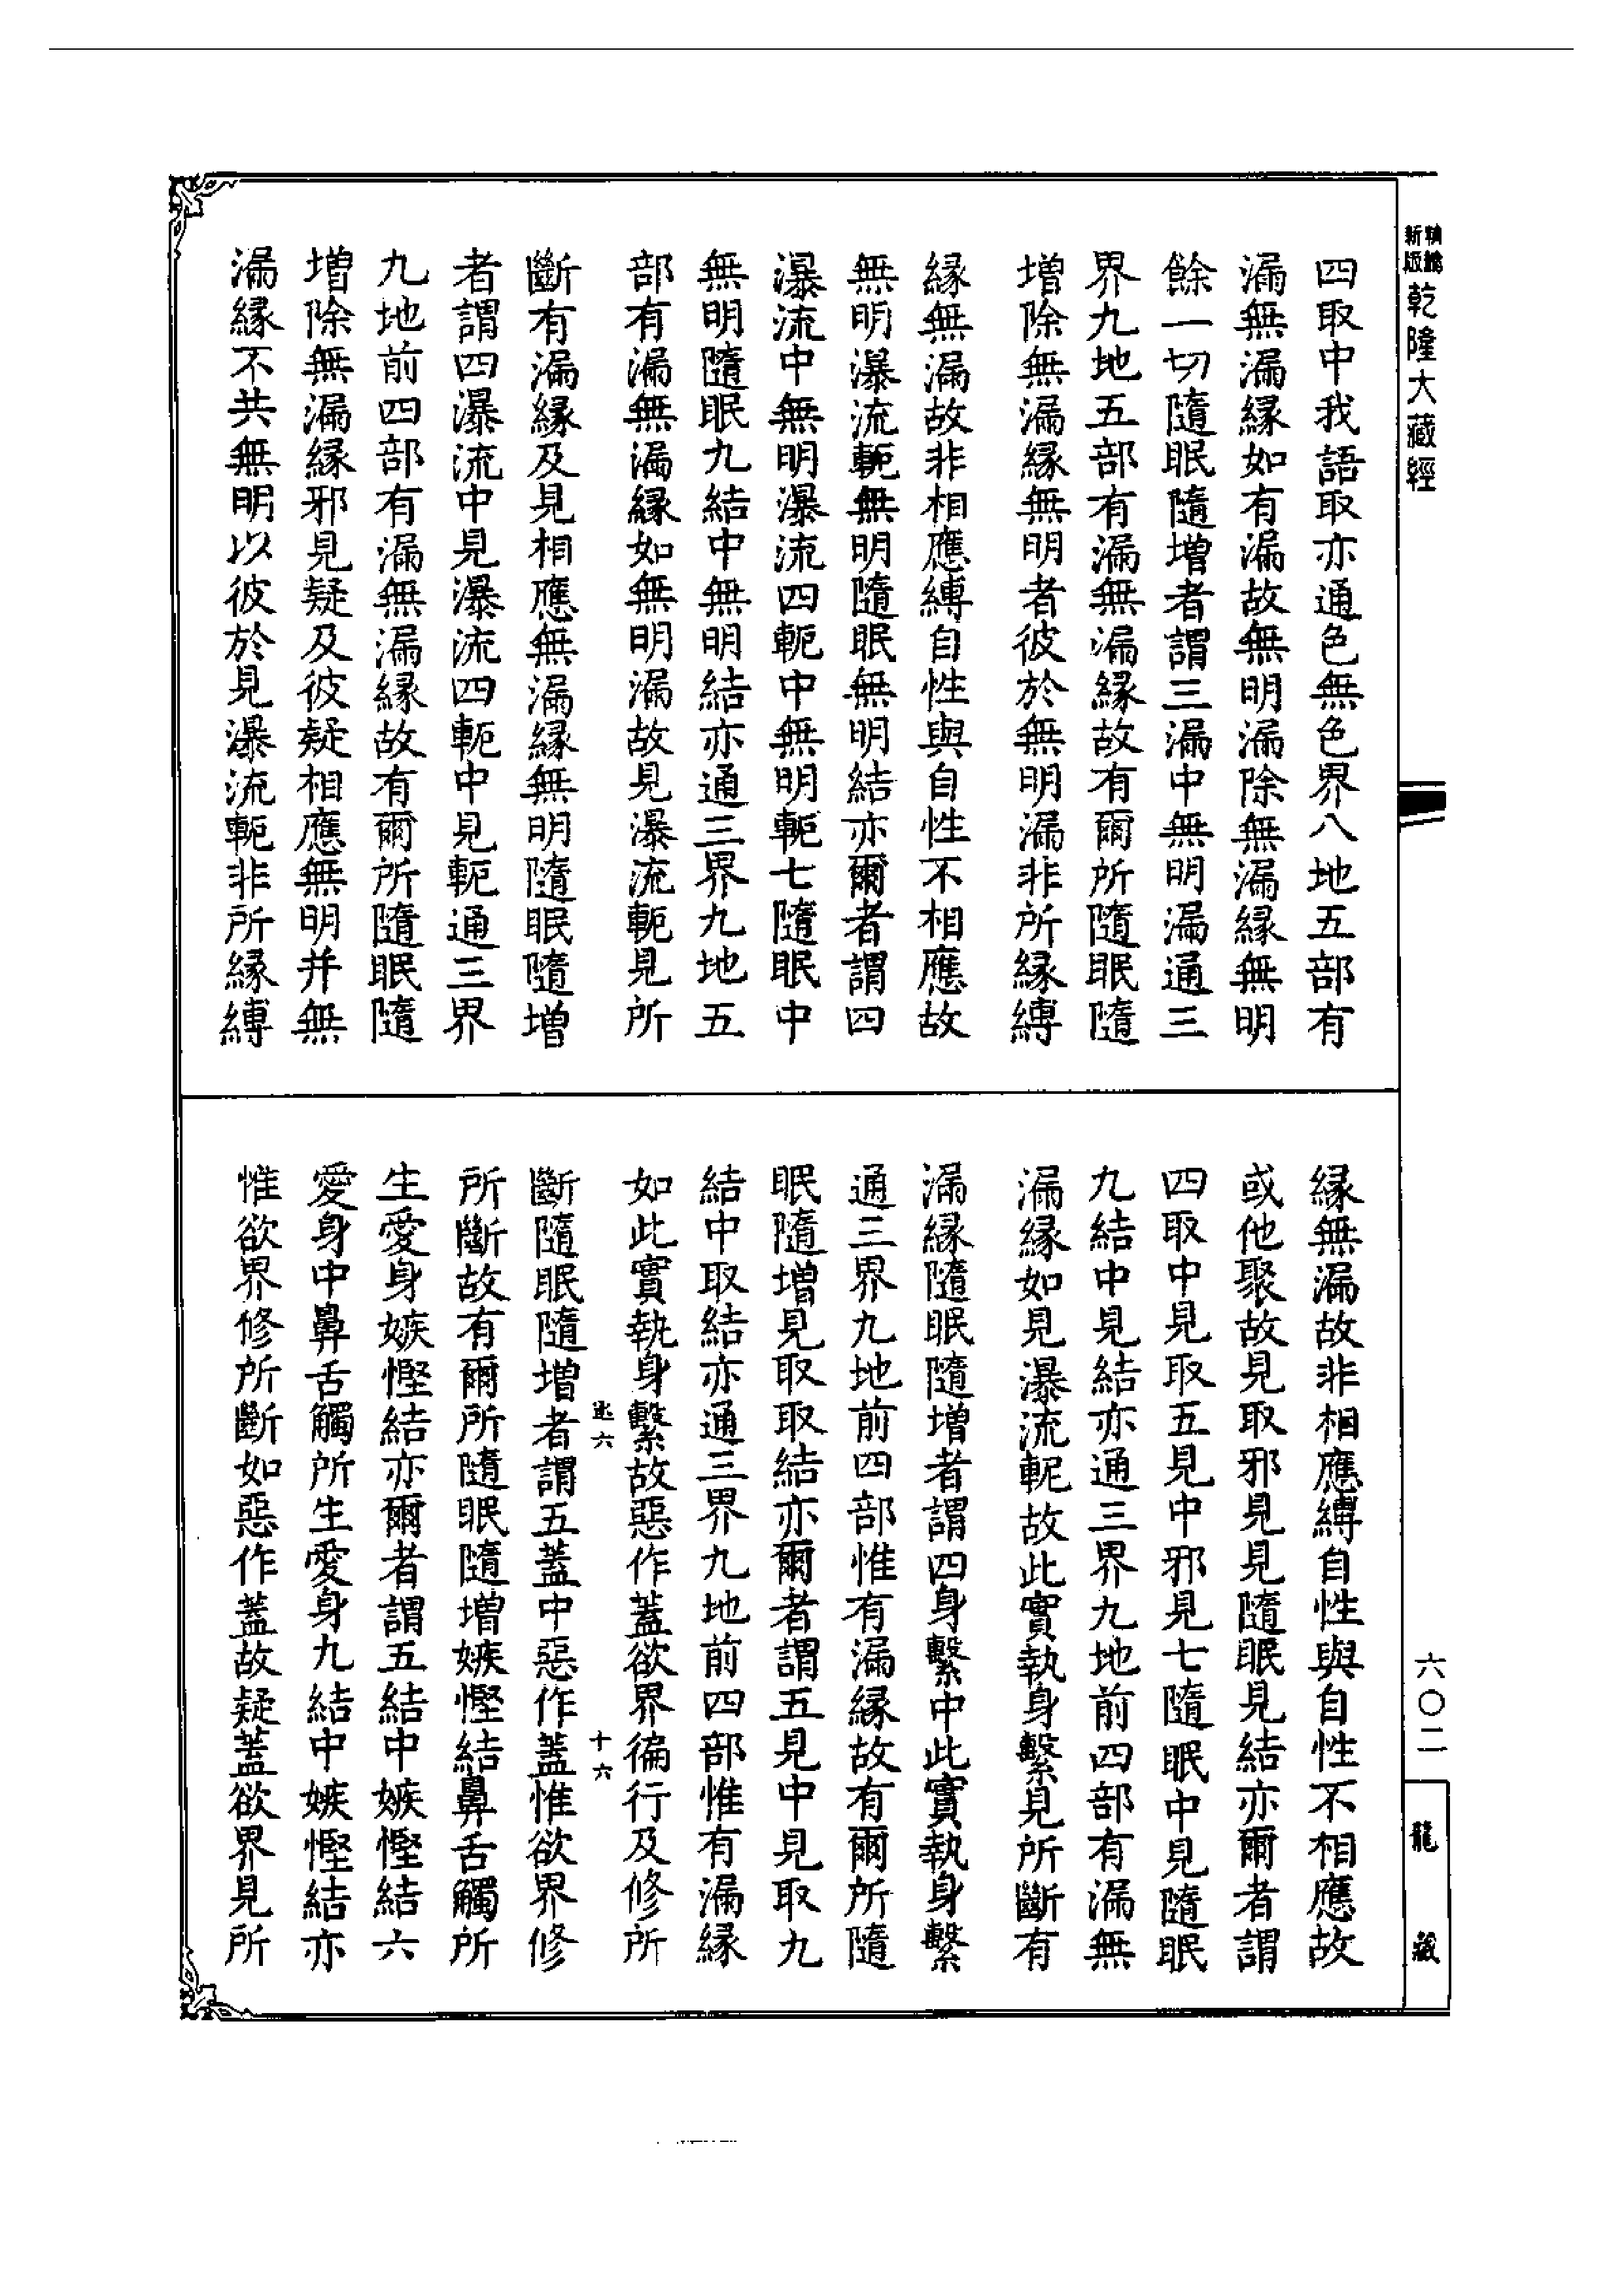 新版精縮
乾隆大藏經
四取中我語取亦通色無色界八地五部有
漏無漏緣如有漏故無明漏除無漏緣無明
餘一切隨眠隨增者謂三漏中無明漏通三
界九地五部有漏無漏緣故有爾所隨眠隨
增除無漏緣無明者彼於無明漏非所緣縛
緣無漏故非相應縛自性與自性不相應故
無明瀑流軛無明隨眠無明結亦爾者謂四
瀑流中無明瀑流四軛中無明軛七隨眠中
無明隨眠九結中無明結亦通三界九地五
部有漏無漏緣如無明漏故見瀑流軛見所
斷有漏緣及見相應無漏緣無明隨眠隨增
者謂四瀑流中見瀑流四軛中見軛通三界
九地前四部有漏無漏緣故有爾所隨眠隨
增除無漏緣邪見疑及彼疑相應無明并無
漏緣不共無明以彼於見瀑流軛非所緣縛
緣無漏故非相應縛自性與自性不相應故
或他聚故見取邪見見隨眠見結亦爾者謂
四取中見取五見中邪見七隨眠中見隨眠
九結中見結亦通三界九地前四部有漏無
漏緣如見瀑流軛故此實執身繫見所斷有
漏緣隨眠隨增者謂四身繫中此實執身繫
通三界九地前四部惟有漏緣故有爾所隨
眠隨增見取取結亦爾者謂五見中見取九
結中取結亦通三界九地前四部惟有漏緣
如此實執身繫故惡作蓋欲界徧行及修所
逃六 十六
斷隨眠隨增者謂五蓋中惡作蓋惟欲界修
所斷故有爾所隨眠隨增嫉慳結鼻舌觸所
生愛身嫉慳結亦爾者謂五結中嫉慳結六
愛身中鼻舌觸所生愛身九結中嫉慳結亦
惟欲界修所斷如惡作蓋故疑蓋欲界見所
六〇二
龍藏